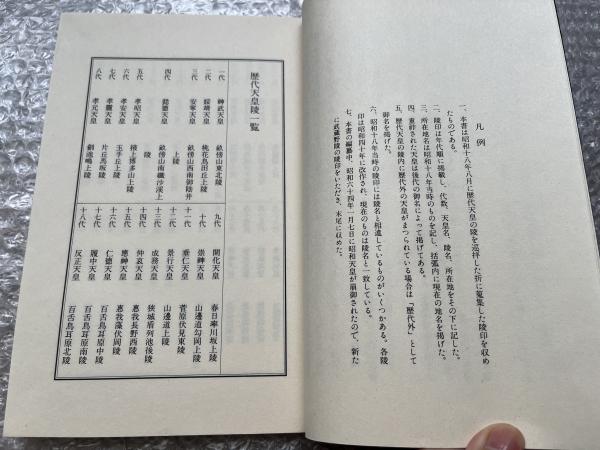 凡例
一、本書は昭和十八年八月に歴代天皇の陵を巡拝した折に蒐集した陵印を収め
たものである。
二、陵印は年代順に掲載し、代数、天皇名、陵名、所在地をその下に記した。
三、所在地名は昭和十八年当時のものを記し、括弧内に現在の地名を掲げた。
四、重祚された天皇は後代の御名によって掲げてある。
五、歴代天皇の陵内に歴代外の天皇がまつられている場合は「歴代外」として
御名を掲げた。
六、昭和十八年当時の陵印には陵名と相違しているものがいくつかある。各陵
印は昭和四十年に改作され、現在のものは陵名と一致している。
七、本書の編纂中、昭和六十四年一月七日に昭和天皇が崩御されたので、新た
に武蔵野陵の陵印をいただき、末尾に収めた。
歴代天皇陵一覧
一代 神武天皇 畝傍山東北陵
二代 綏靖天皇 桃花鳥田丘上陵
三代 安寧天皇 畝傍山西南御陰井
上陵
四代 懿徳天皇 畝傍山南繊沙渓上
陵
五代 孝昭天皇 掖上博多山上陵
六代 孝安天皇 玉手丘上陵
七代 孝霊天皇 片丘馬坂陵
八代 孝元天皇 劔池嶋上陵
九代 開化天皇 春日率川坂上陵
十代 崇神天皇 山邊道勾岡上陵
十一代 垂仁天皇 菅原伏見東陵
十二代 景行天皇 山邊道上陵
十三代 成務天皇 狭城盾列池後陵
十四代 仲哀天皇 恵我長野西陵
十五代 應神天皇 恵我藻伏岡陵
十六代 仁徳天皇 百舌鳥耳原中陵
十七代 履中天皇 百舌鳥耳原南陵
十八代 反正天皇 百舌鳥耳原北陵